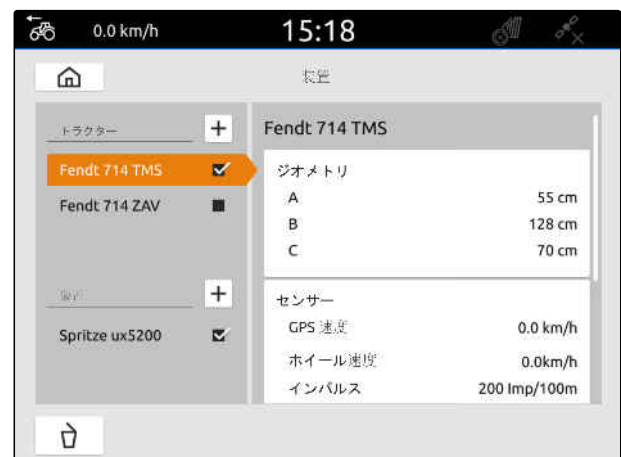 0.0 km/h
15:18
装置
トラクター
Fendt 714 TMS
Fendt 714 ZAV
Spritze ux5200
Fendt 714 TMS
ジオメトリ
A 55 cm
B 128 cm
C 70 cm
センサー
GPS 速度 0.0 km/h
ホイール速度 0.0km/h
インパルス 200 Imp/100m